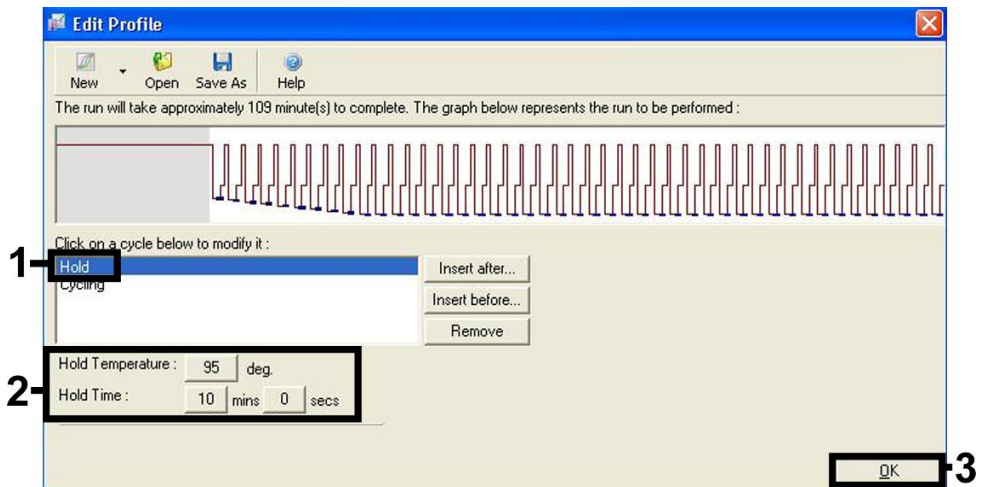 Edit Profile
New Open Save As Help
The run will take approximately 109 minute(s) to complete. The graph below represents the run to be performed :
Click on a cycle below to modify it :
1
Hold
Cycling
Insert after...
Insert before...
Remove
2
Hold Temperature : 95 deg.
Hold Time : 10 mins 0 secs
OK
3